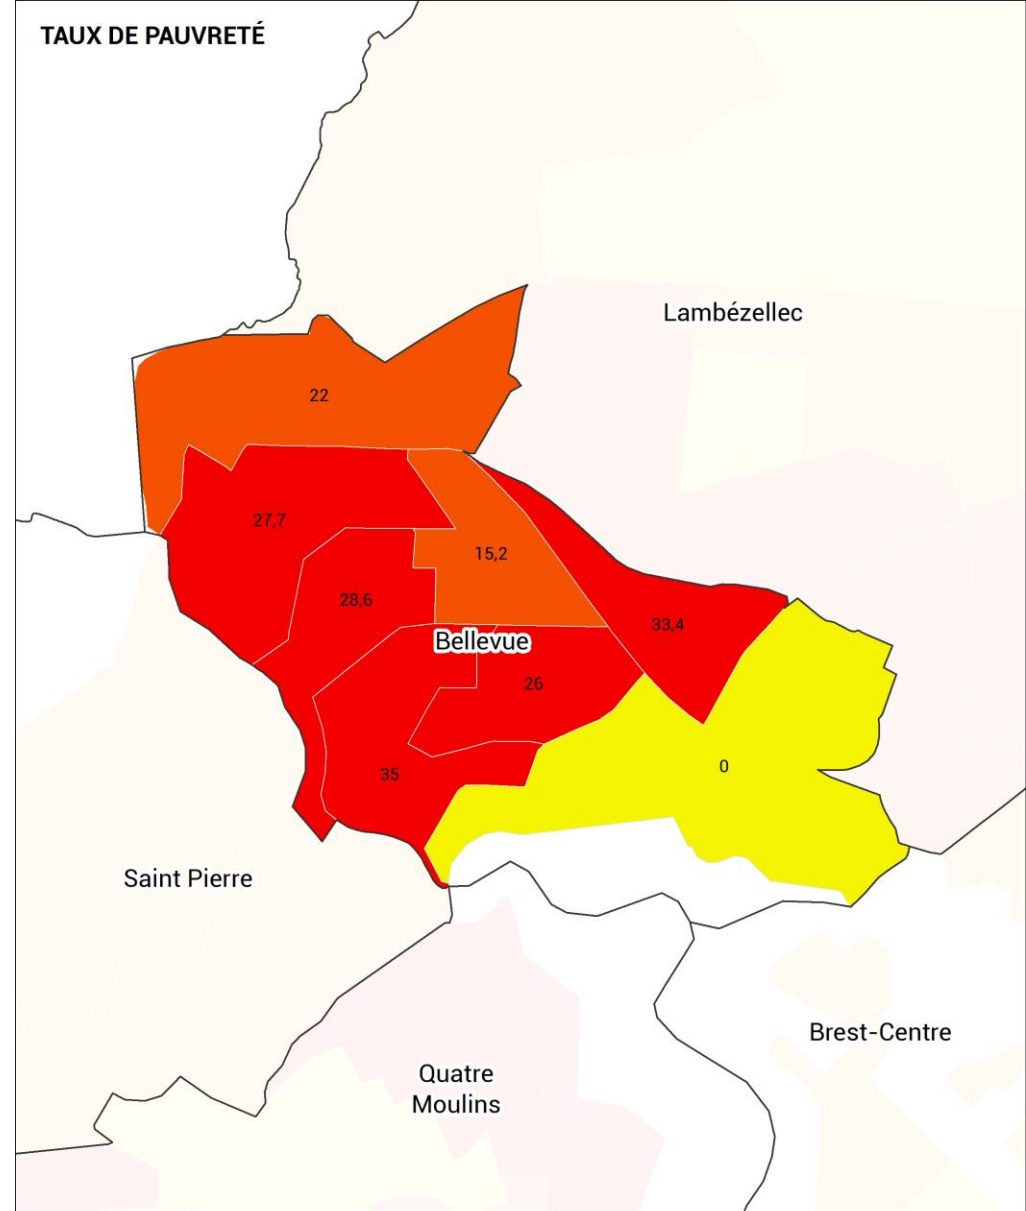 TAUX DE PAUVRETÉ
Lambézellec
22
27,7
15,2
28,6
33,4
Bellevue
26
0
35
Saint Pierre
Brest-Centre
Quatre
Moulins